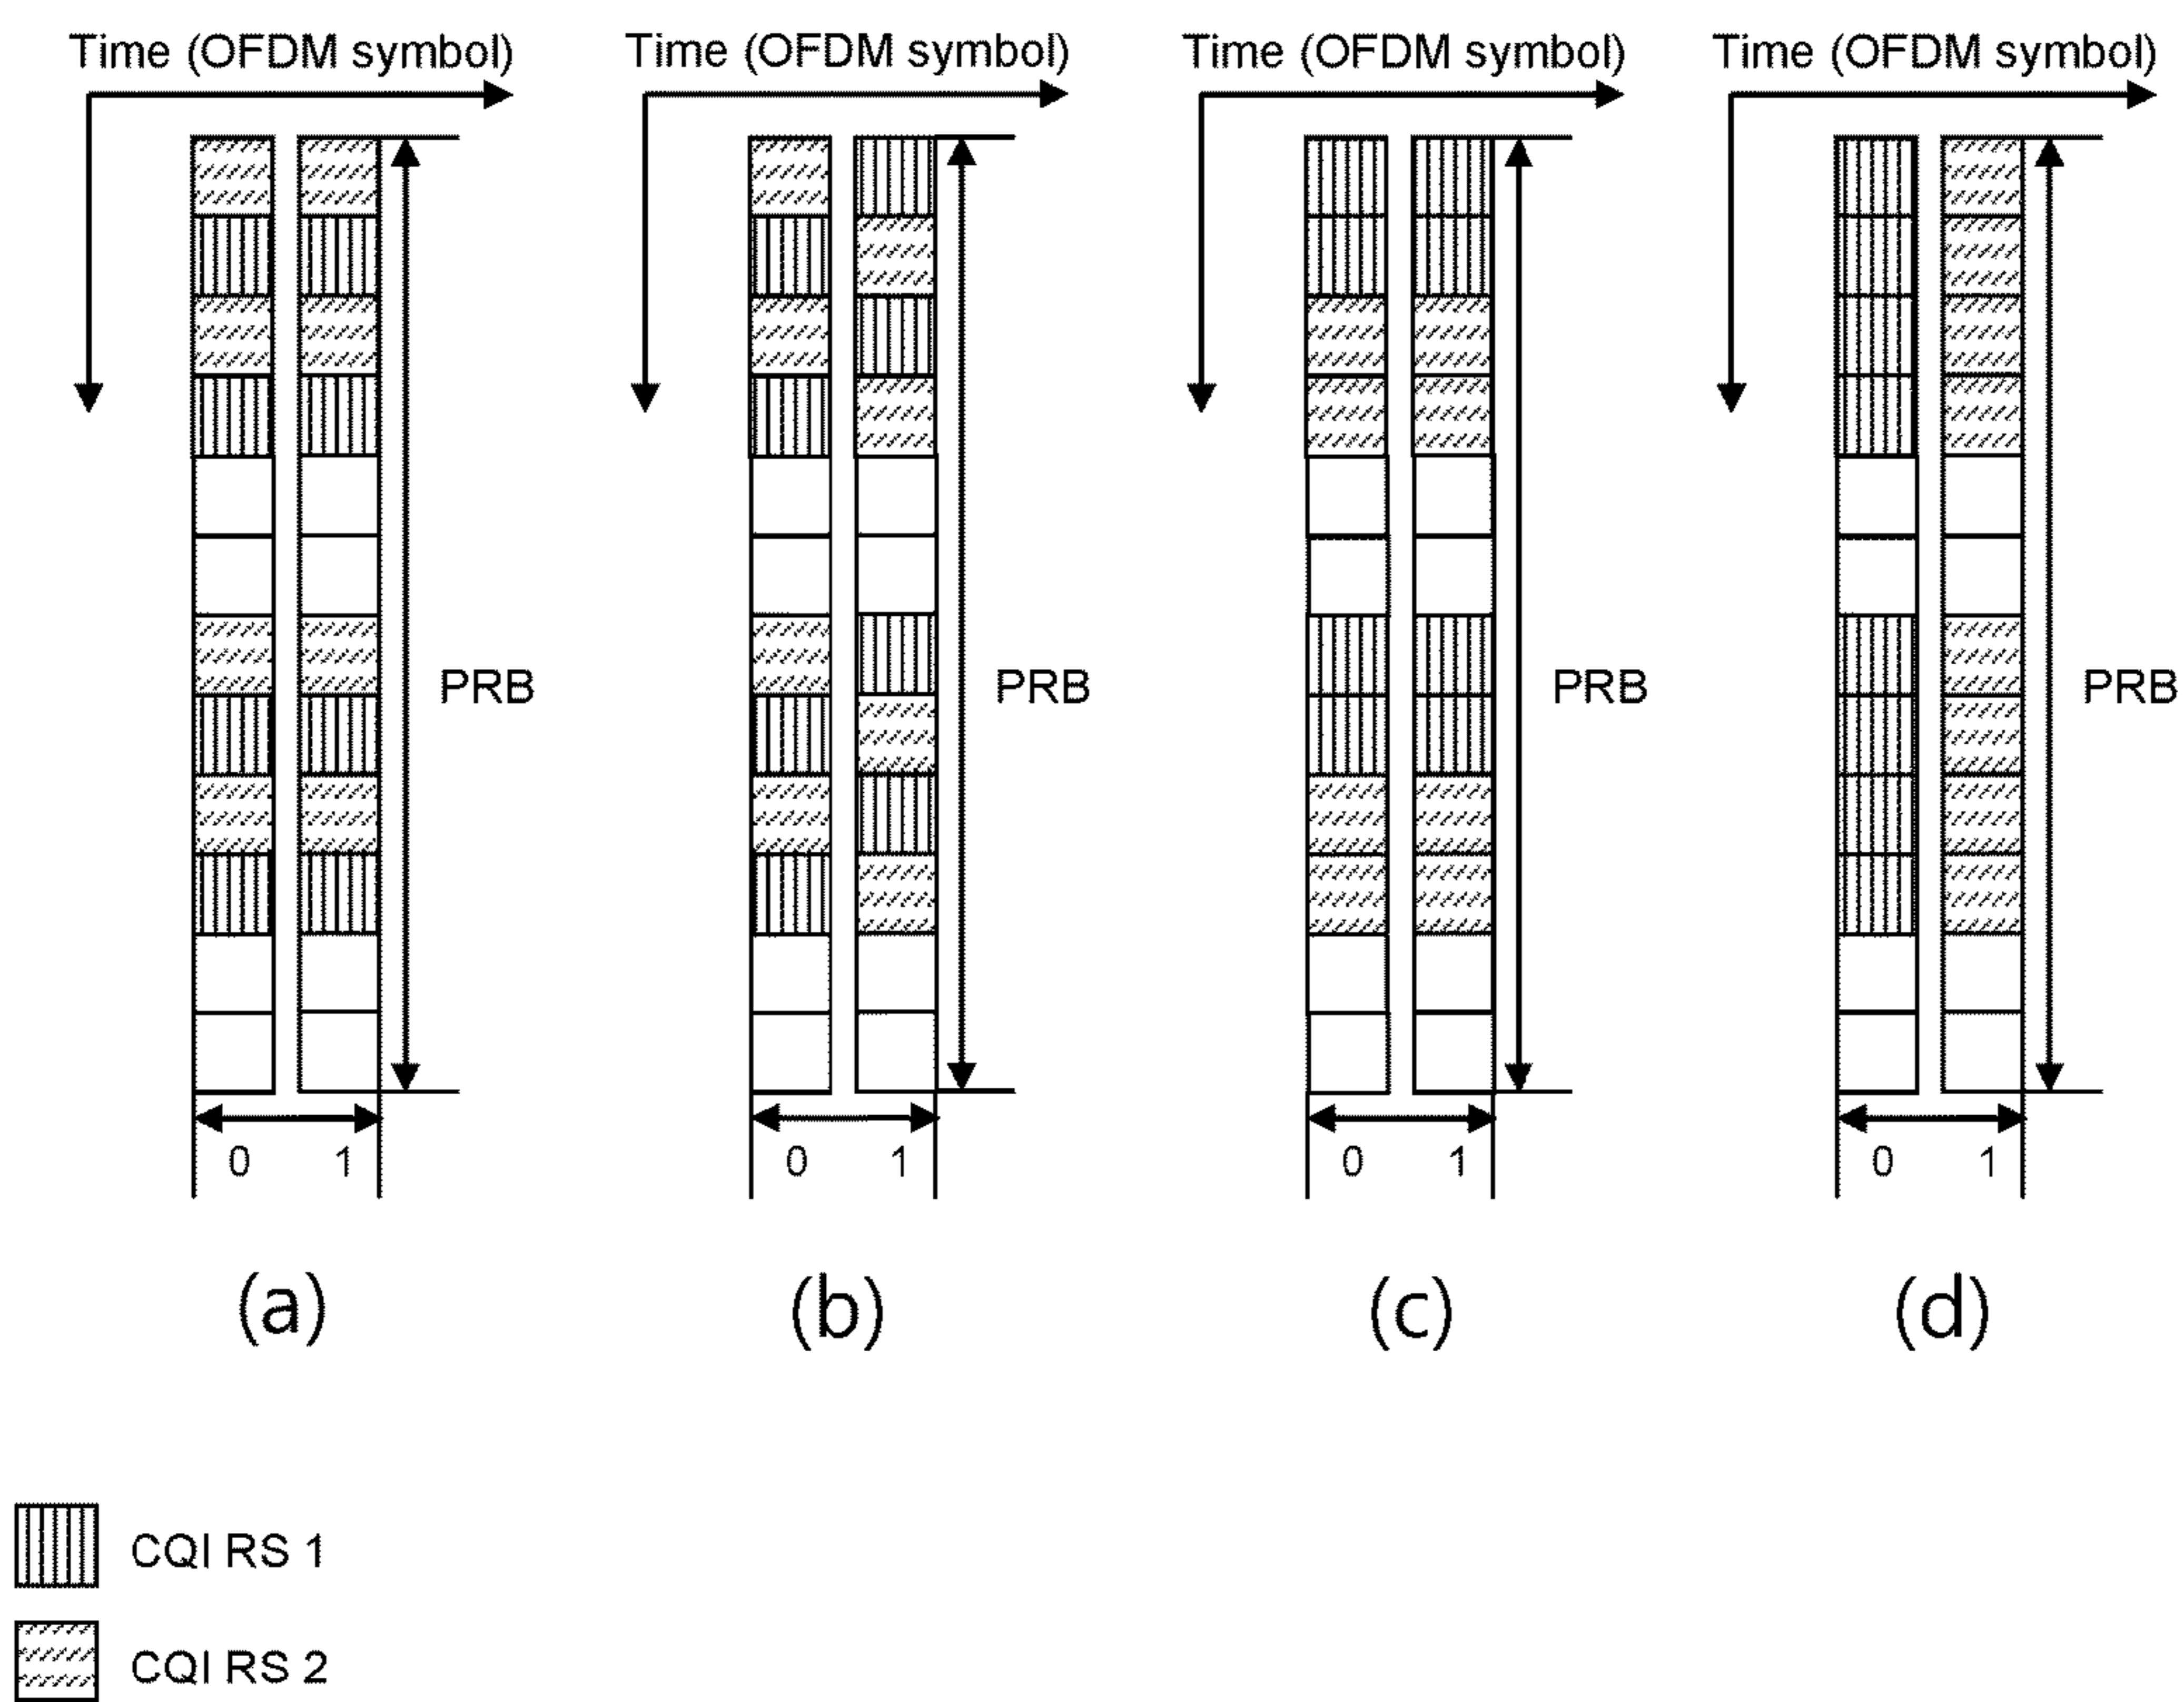 Time (OFDM symbol) Time (OFDM symbol) Time (OFDM symbol) Time (OFDM symbol)
PRB PRB PRB PRB
0 1 0 1 0 1 0 1
(a) (b) (c) (d)
CQI RS 1
CQI RS 2